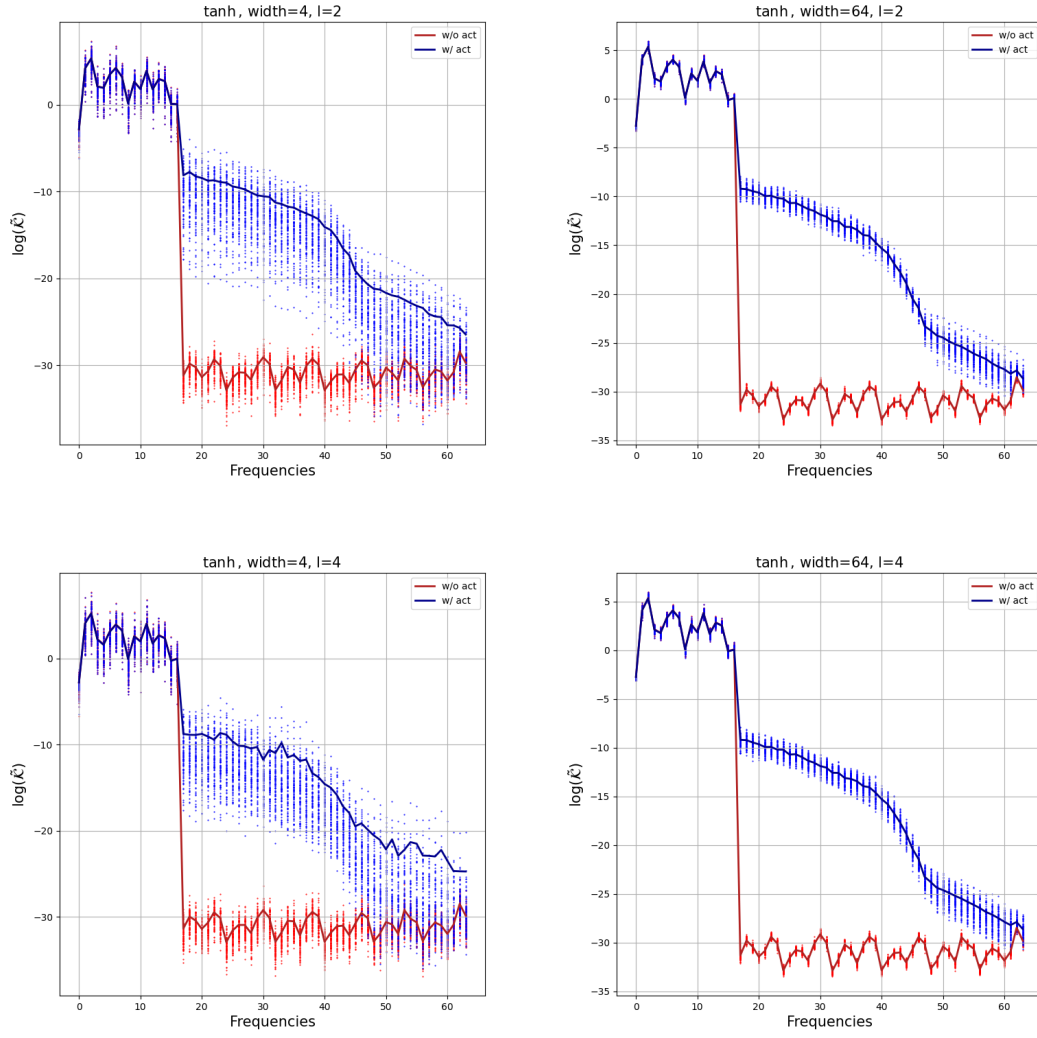 tanh, width=4, l=2
w/o act
w/ act
log(𝒦̃)
0
−10
−20
−30
0 10 20 30 40 50 60
Frequencies
tanh, width=64, l=2
w/o act
w/ act
log(𝒦̃)
5
0
−5
−10
−15
−20
−25
−30
−35
0 10 20 30 40 50 60
Frequencies
tanh, width=4, l=4
w/o act
w/ act
log(𝒦̃)
0
−10
−20
−30
0 10 20 30 40 50 60
Frequencies
tanh, width=64, l=4
w/o act
w/ act
log(𝒦̃)
5
0
−5
−10
−15
−20
−25
−30
−35
0 10 20 30 40 50 60
Frequencies